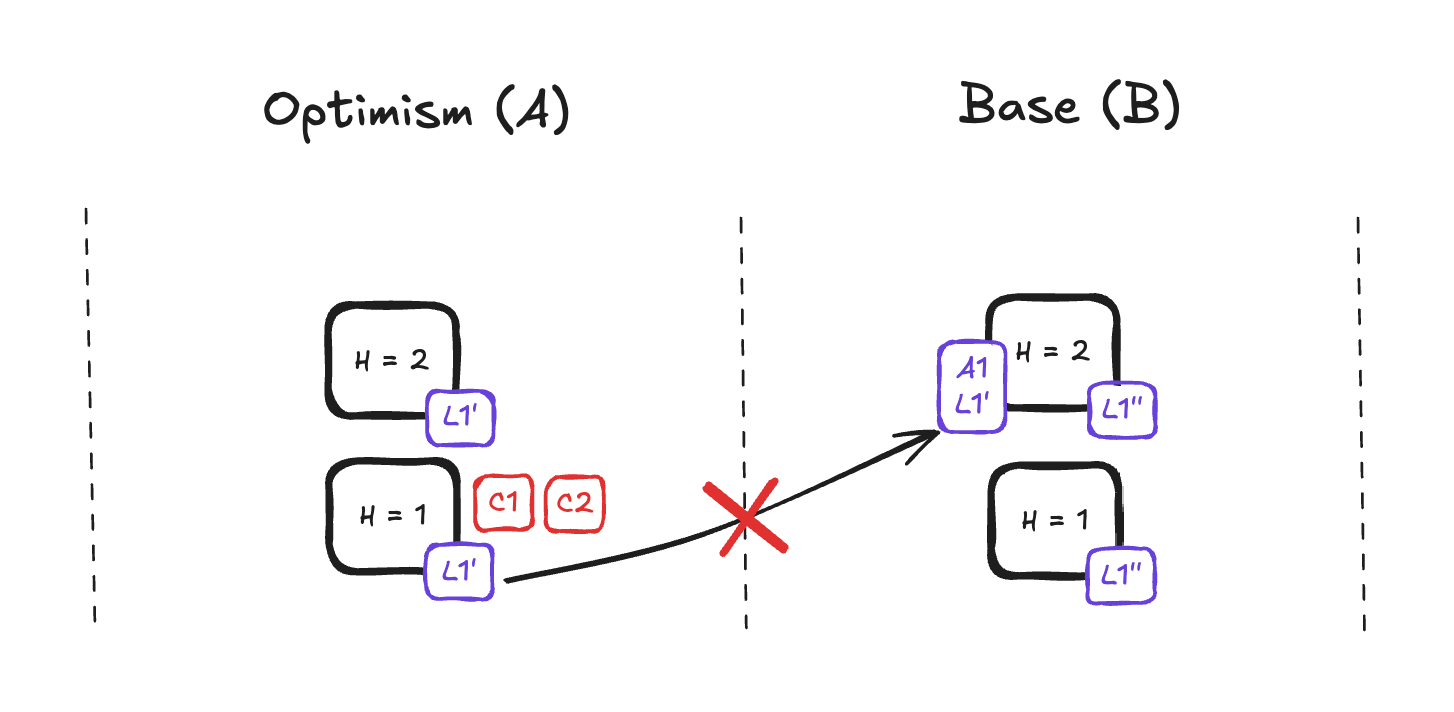 Optimism (A)
Base (B)
H = 2
L1'
H = 1
L1'
C1
C2
A1
L1'
H = 2
L1"
H = 1
L1"